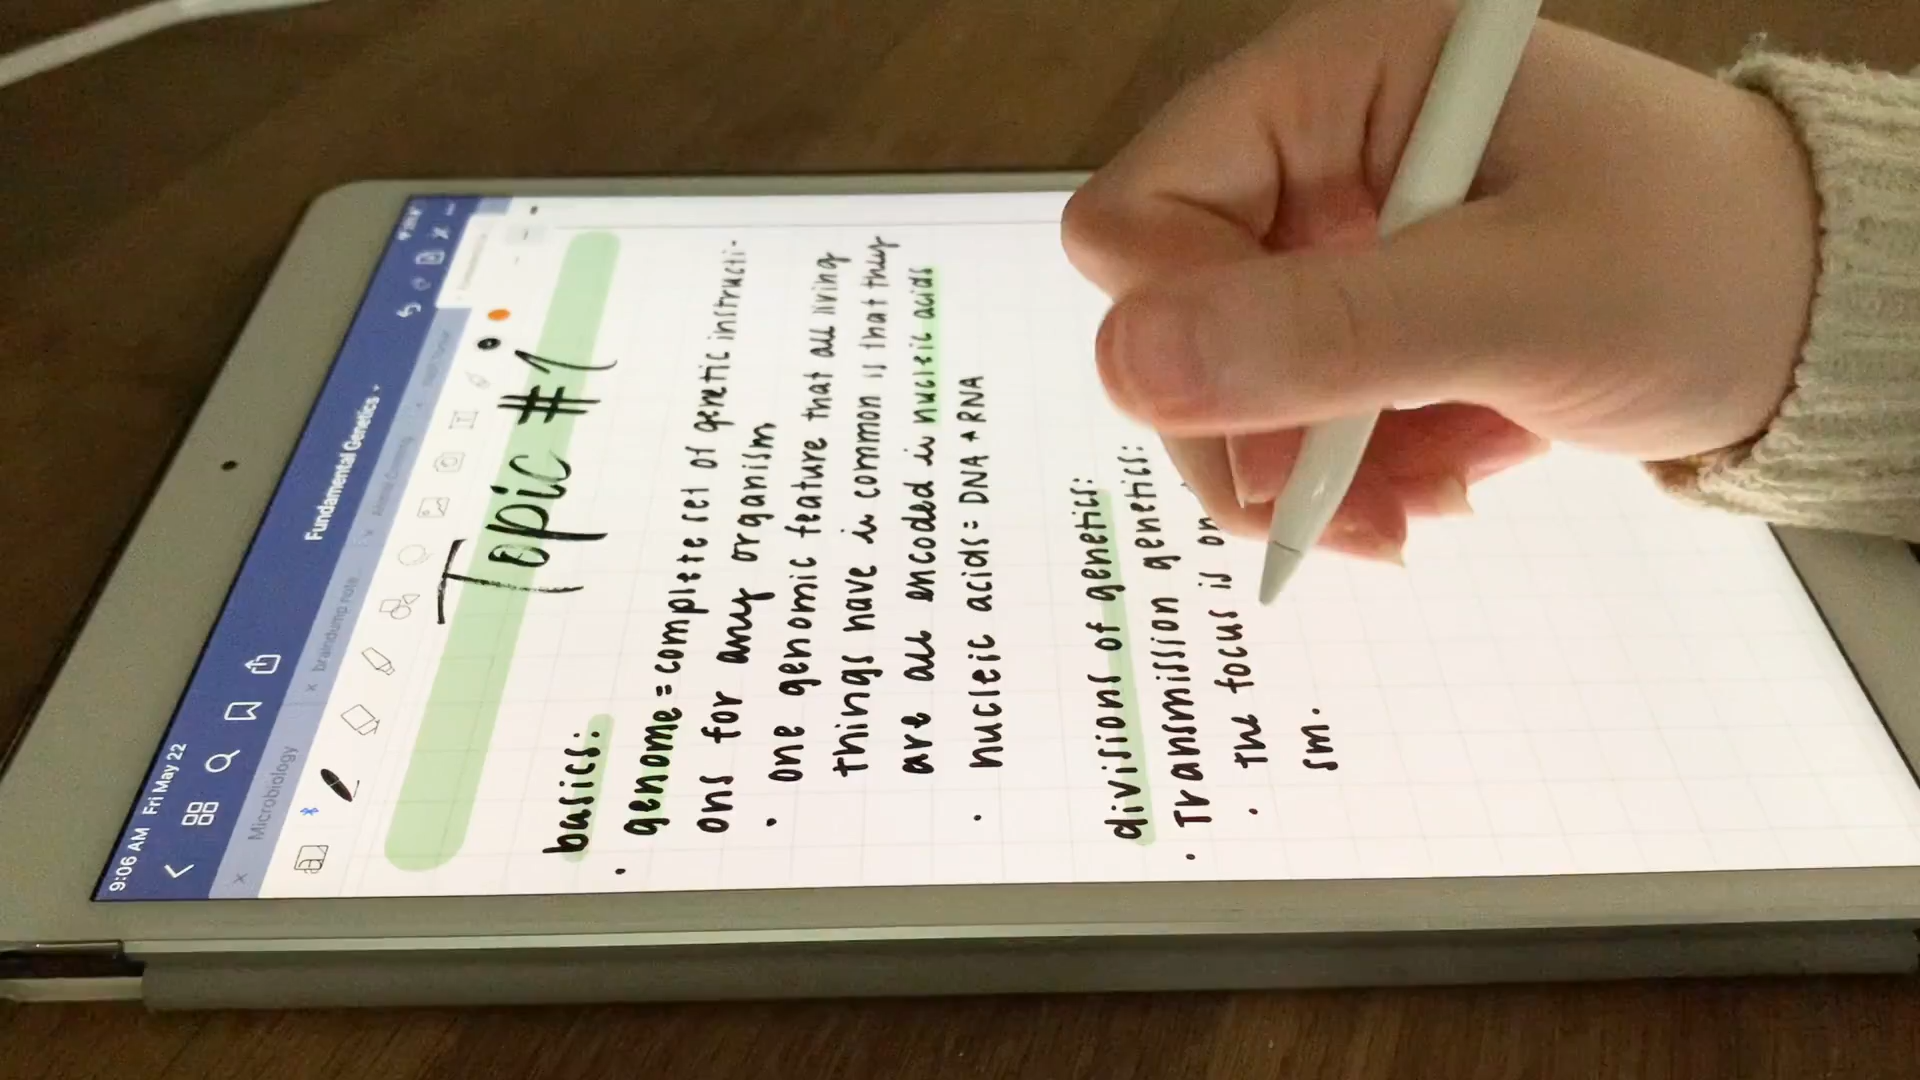 9:06 AM Fri May 22
Fundamental Genetics
Microbiology
braindump note
Topic #1
basics:
• genome = complete set of genetic instructi-
ons for any organism
• one genomic feature that all living
things have in common is that they
are all encoded in nucleic acids
• nucleic acids = DNA + RNA
divisions of genetics:
• Transmission genetics:
• The focus is on
sm.